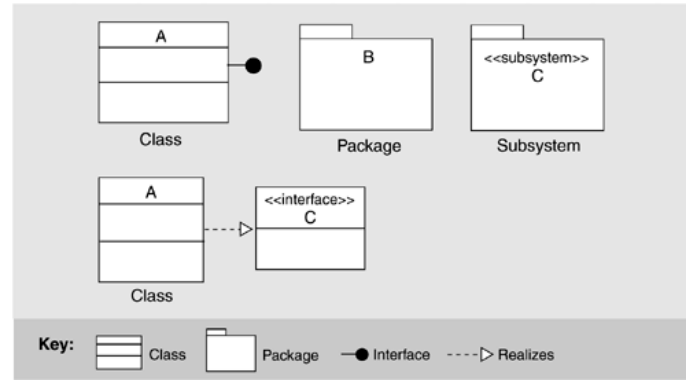 A
B
<<subsystem>>
C
Class
Package
Subsystem
A
<<interface>>
C
Class
Key:
Class
Package
Interface
Realizes